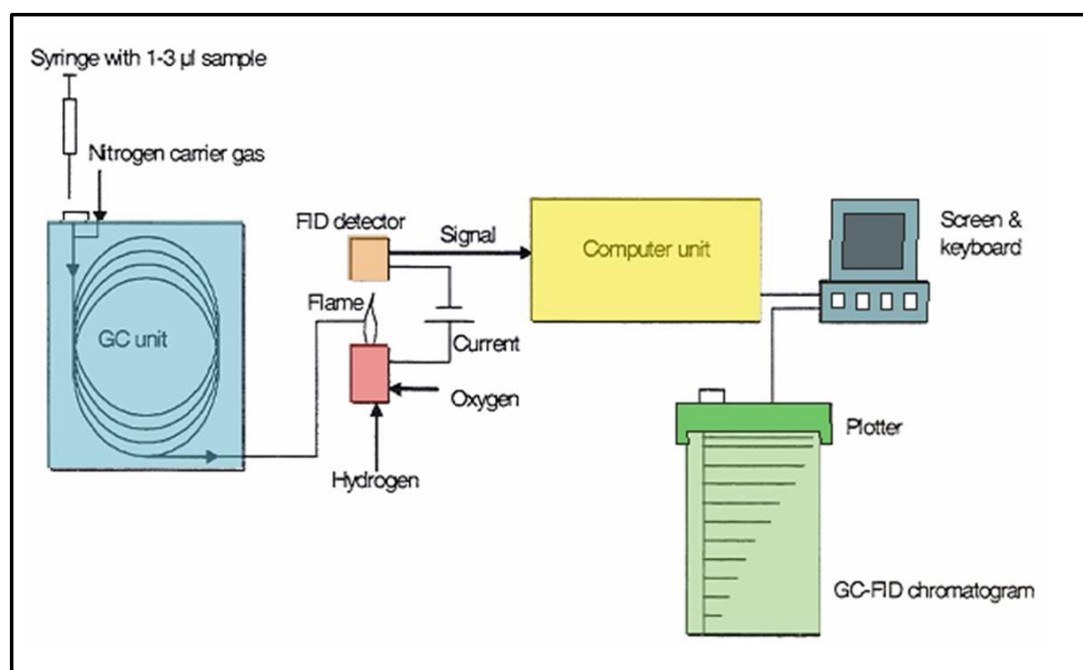 Syringe with 1-3 µl sample
Nitrogen carrier gas
GC unit
FID detector
Signal
Flame
Current
Oxygen
Hydrogen
Computer unit
Screen &
keyboard
Plotter
GC-FID chromatogram